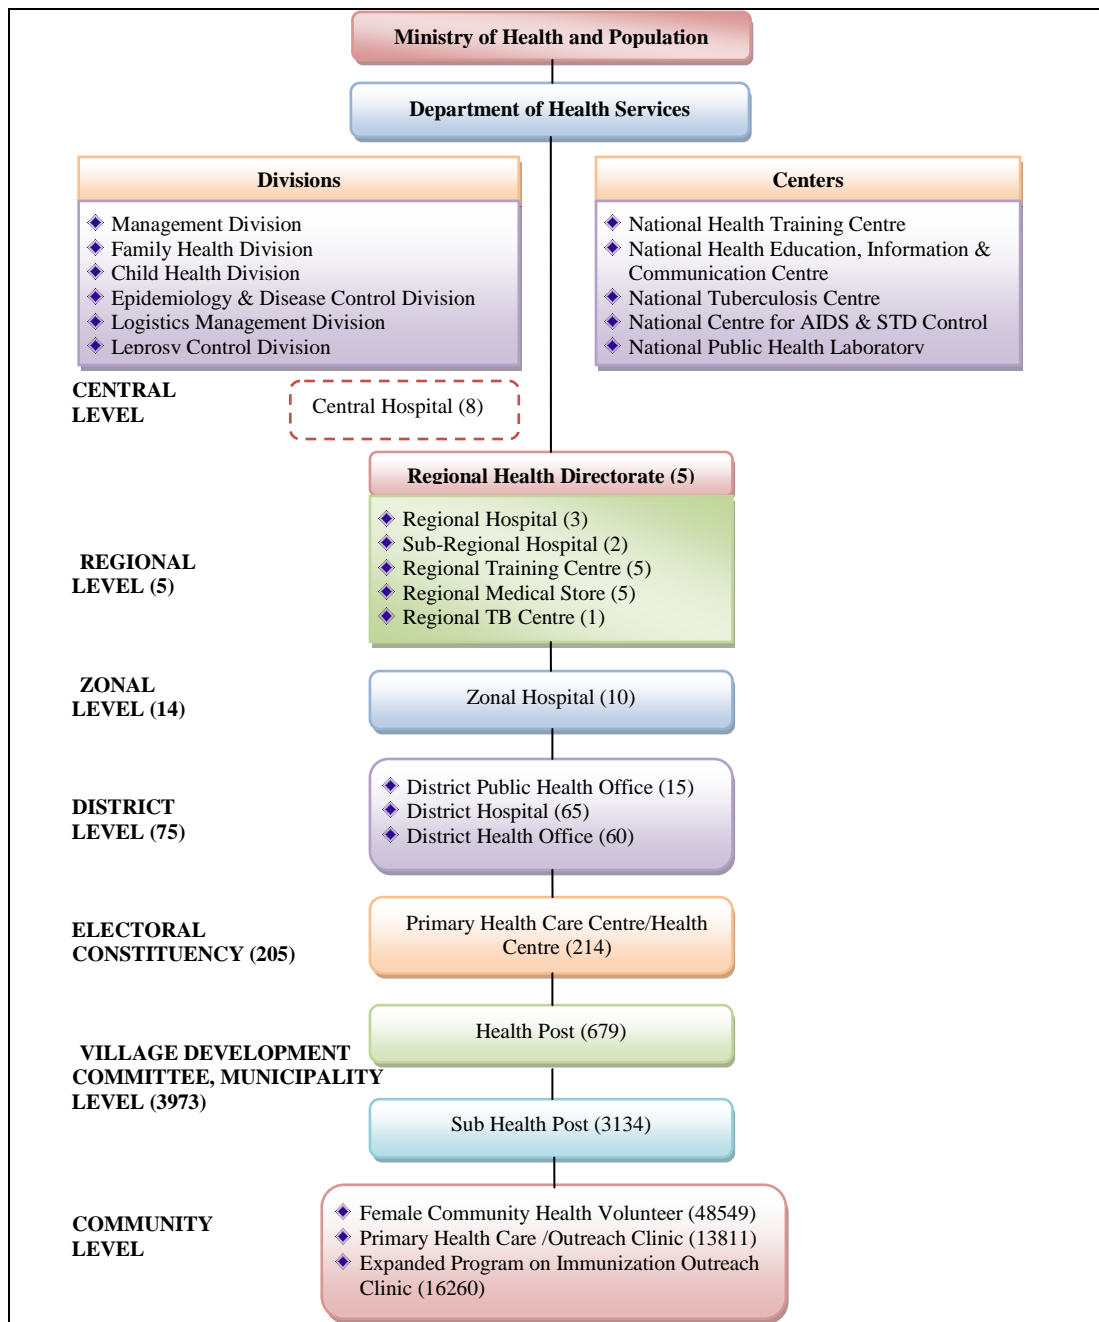 Ministry of Health and Population
Department of Health Services
Divisions
Management Division
Family Health Division
Child Health Division
Epidemiology & Disease Control Division
Logistics Management Division
Leprosy Control Division
Centers
National Health Training Centre
National Health Education, Information &
Communication Centre
National Tuberculosis Centre
National Centre for AIDS & STD Control
National Public Health Laboratory
CENTRAL
LEVEL
Central Hospital (8)
Regional Health Directorate (5)
REGIONAL
LEVEL (5)
Regional Hospital (3)
Sub-Regional Hospital (2)
Regional Training Centre (5)
Regional Medical Store (5)
Regional TB Centre (1)
ZONAL
LEVEL (14)
Zonal Hospital (10)
DISTRICT
LEVEL (75)
District Public Health Office (15)
District Hospital (65)
District Health Office (60)
ELECTORAL
CONSTITUENCY (205)
Primary Health Care Centre/Health
Centre (214)
Health Post (679)
VILLAGE DEVELOPMENT
COMMITTEE, MUNICIPALITY
LEVEL (3973)
Sub Health Post (3134)
COMMUNITY
LEVEL
Female Community Health Volunteer (48549)
Primary Health Care /Outreach Clinic (13811)
Expanded Program on Immunization Outreach
Clinic (16260)